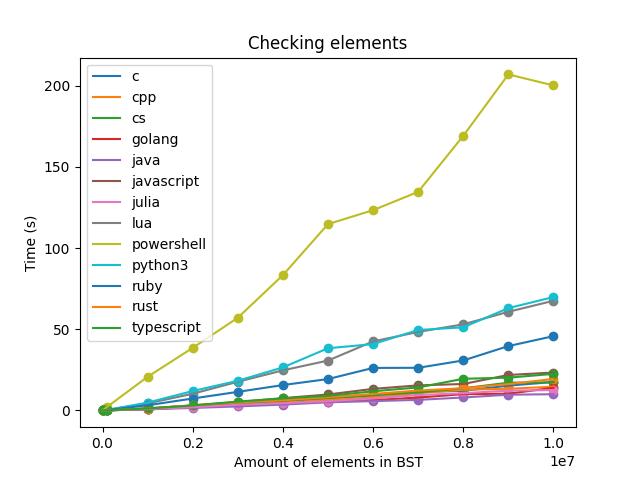 Checking elements
200
150
100
50
0
Time (s)
c
cpp
cs
golang
java
javascript
julia
lua
powershell
python3
ruby
rust
typescript
0.0 0.2 0.4 0.6 0.8 1.0
1e7
Amount of elements in BST